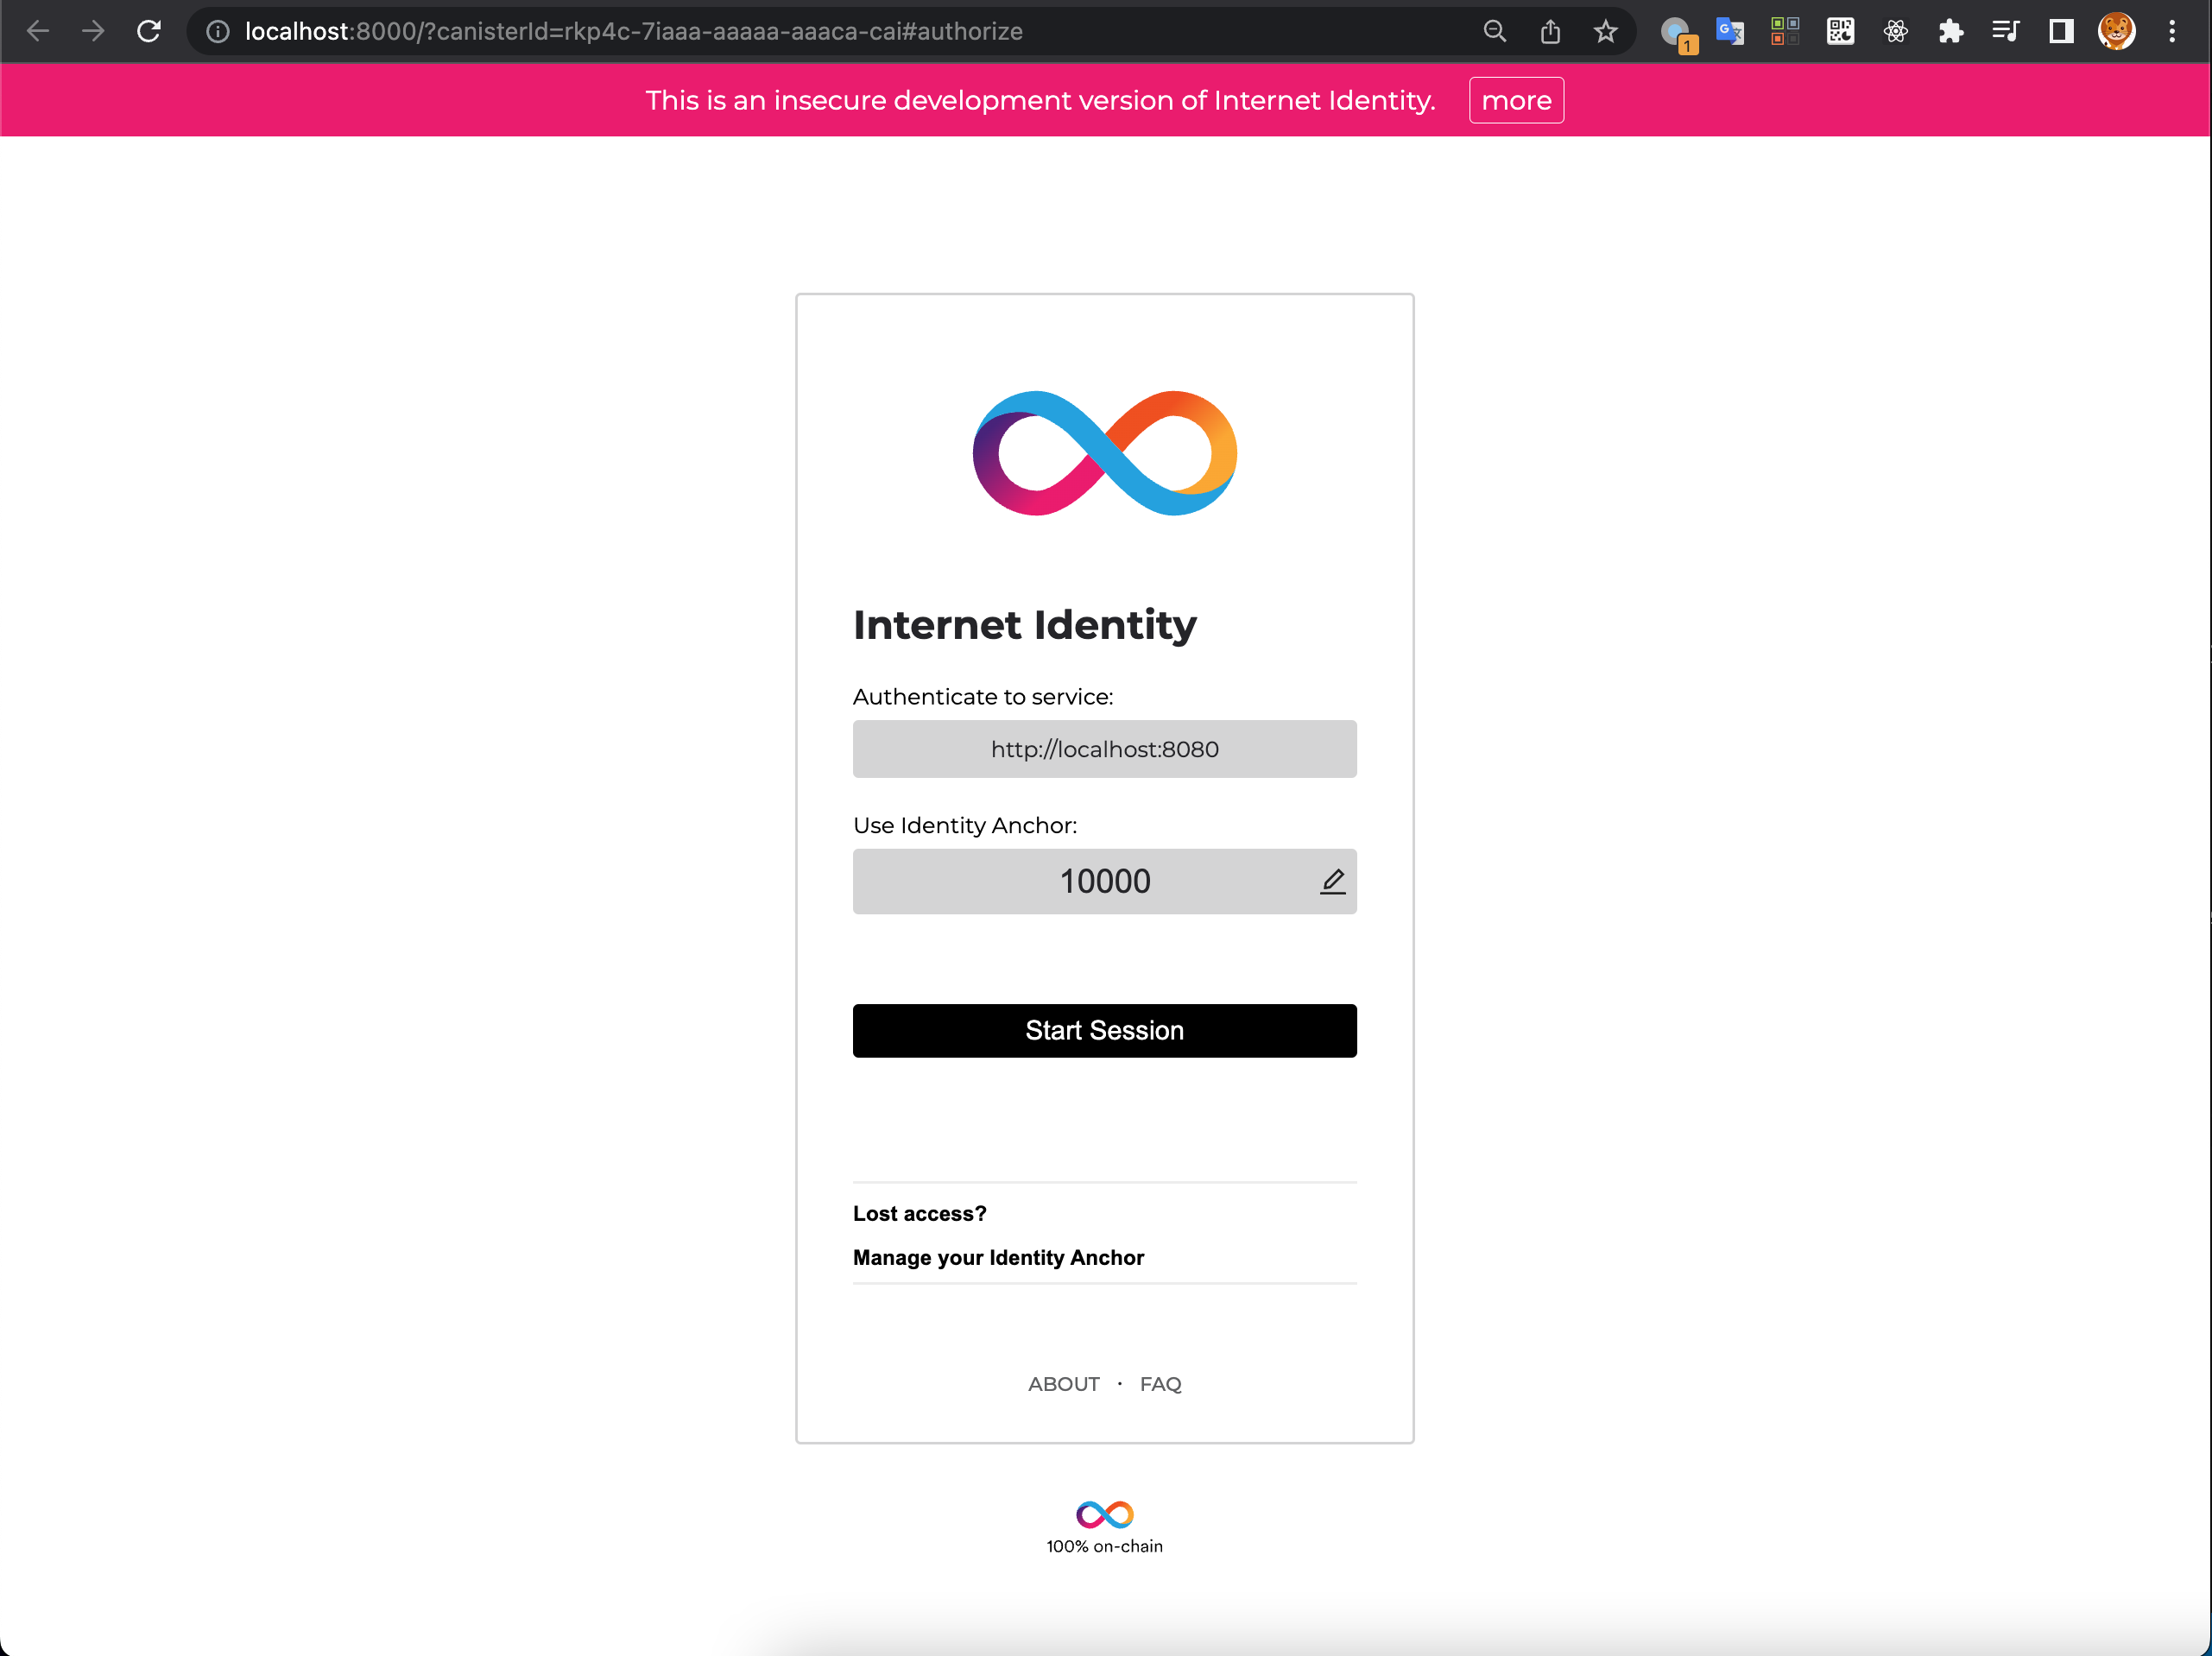 localhost:8000/?canisterId=rkp4c-7iaaa-aaaaa-aaaca-cai#authorize
1
This is an insecure development version of Internet Identity. more
Internet Identity
Authenticate to service:
http://localhost:8080
Use Identity Anchor:
10000
Start Session
Lost access?
Manage your Identity Anchor
ABOUT · FAQ
100% on-chain